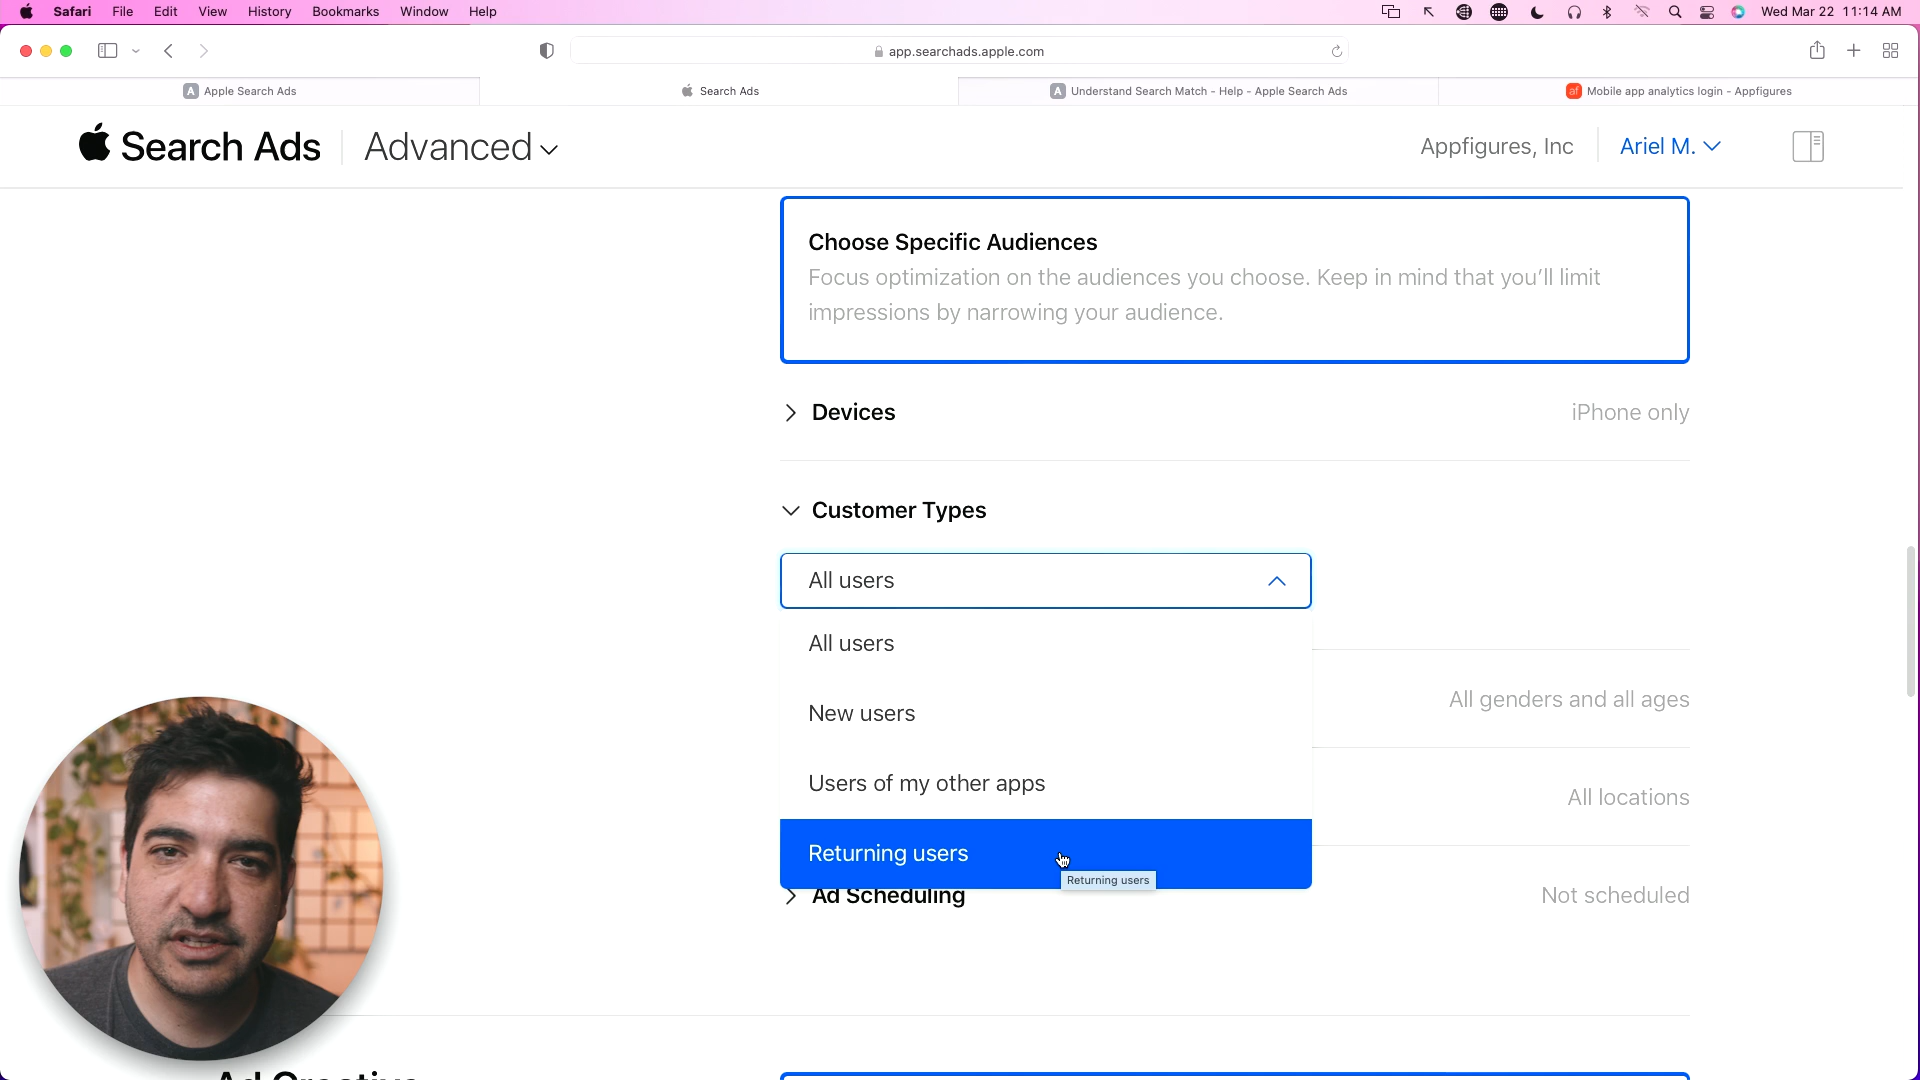 Safari File Edit View History Bookmarks Window Help Wed Mar 22 11:14 AM
app.searchads.apple.com
A Apple Search Ads
Search Ads
A Understand Search Match - Help - Apple Search Ads
af Mobile app analytics login - Appfigures
Search Ads Advanced
Appfigures, Inc Ariel M.
Choose Specific Audiences
Focus optimization on the audiences you choose. Keep in mind that you'll limit
impressions by narrowing your audience.
Devices iPhone only
Customer Types
All users
All users
New users
All genders and all ages
Users of my other apps
All locations
Returning users
Returning users
Ad Scheduling Not scheduled
Ad Creative